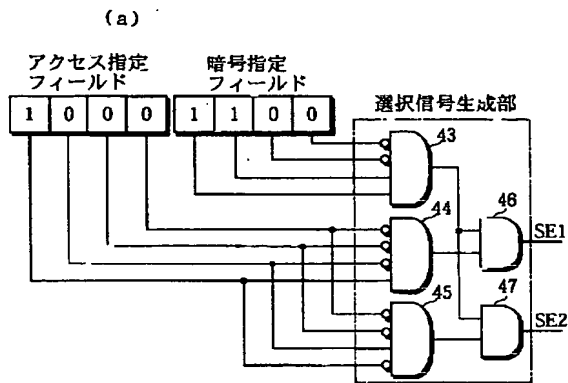 (a)
アクセス指定
フィールド
暗号指定
フィールド
1 0 0 0
1 1 0 0
選択信号生成部
43
44
46
SE1
45
47
SE2